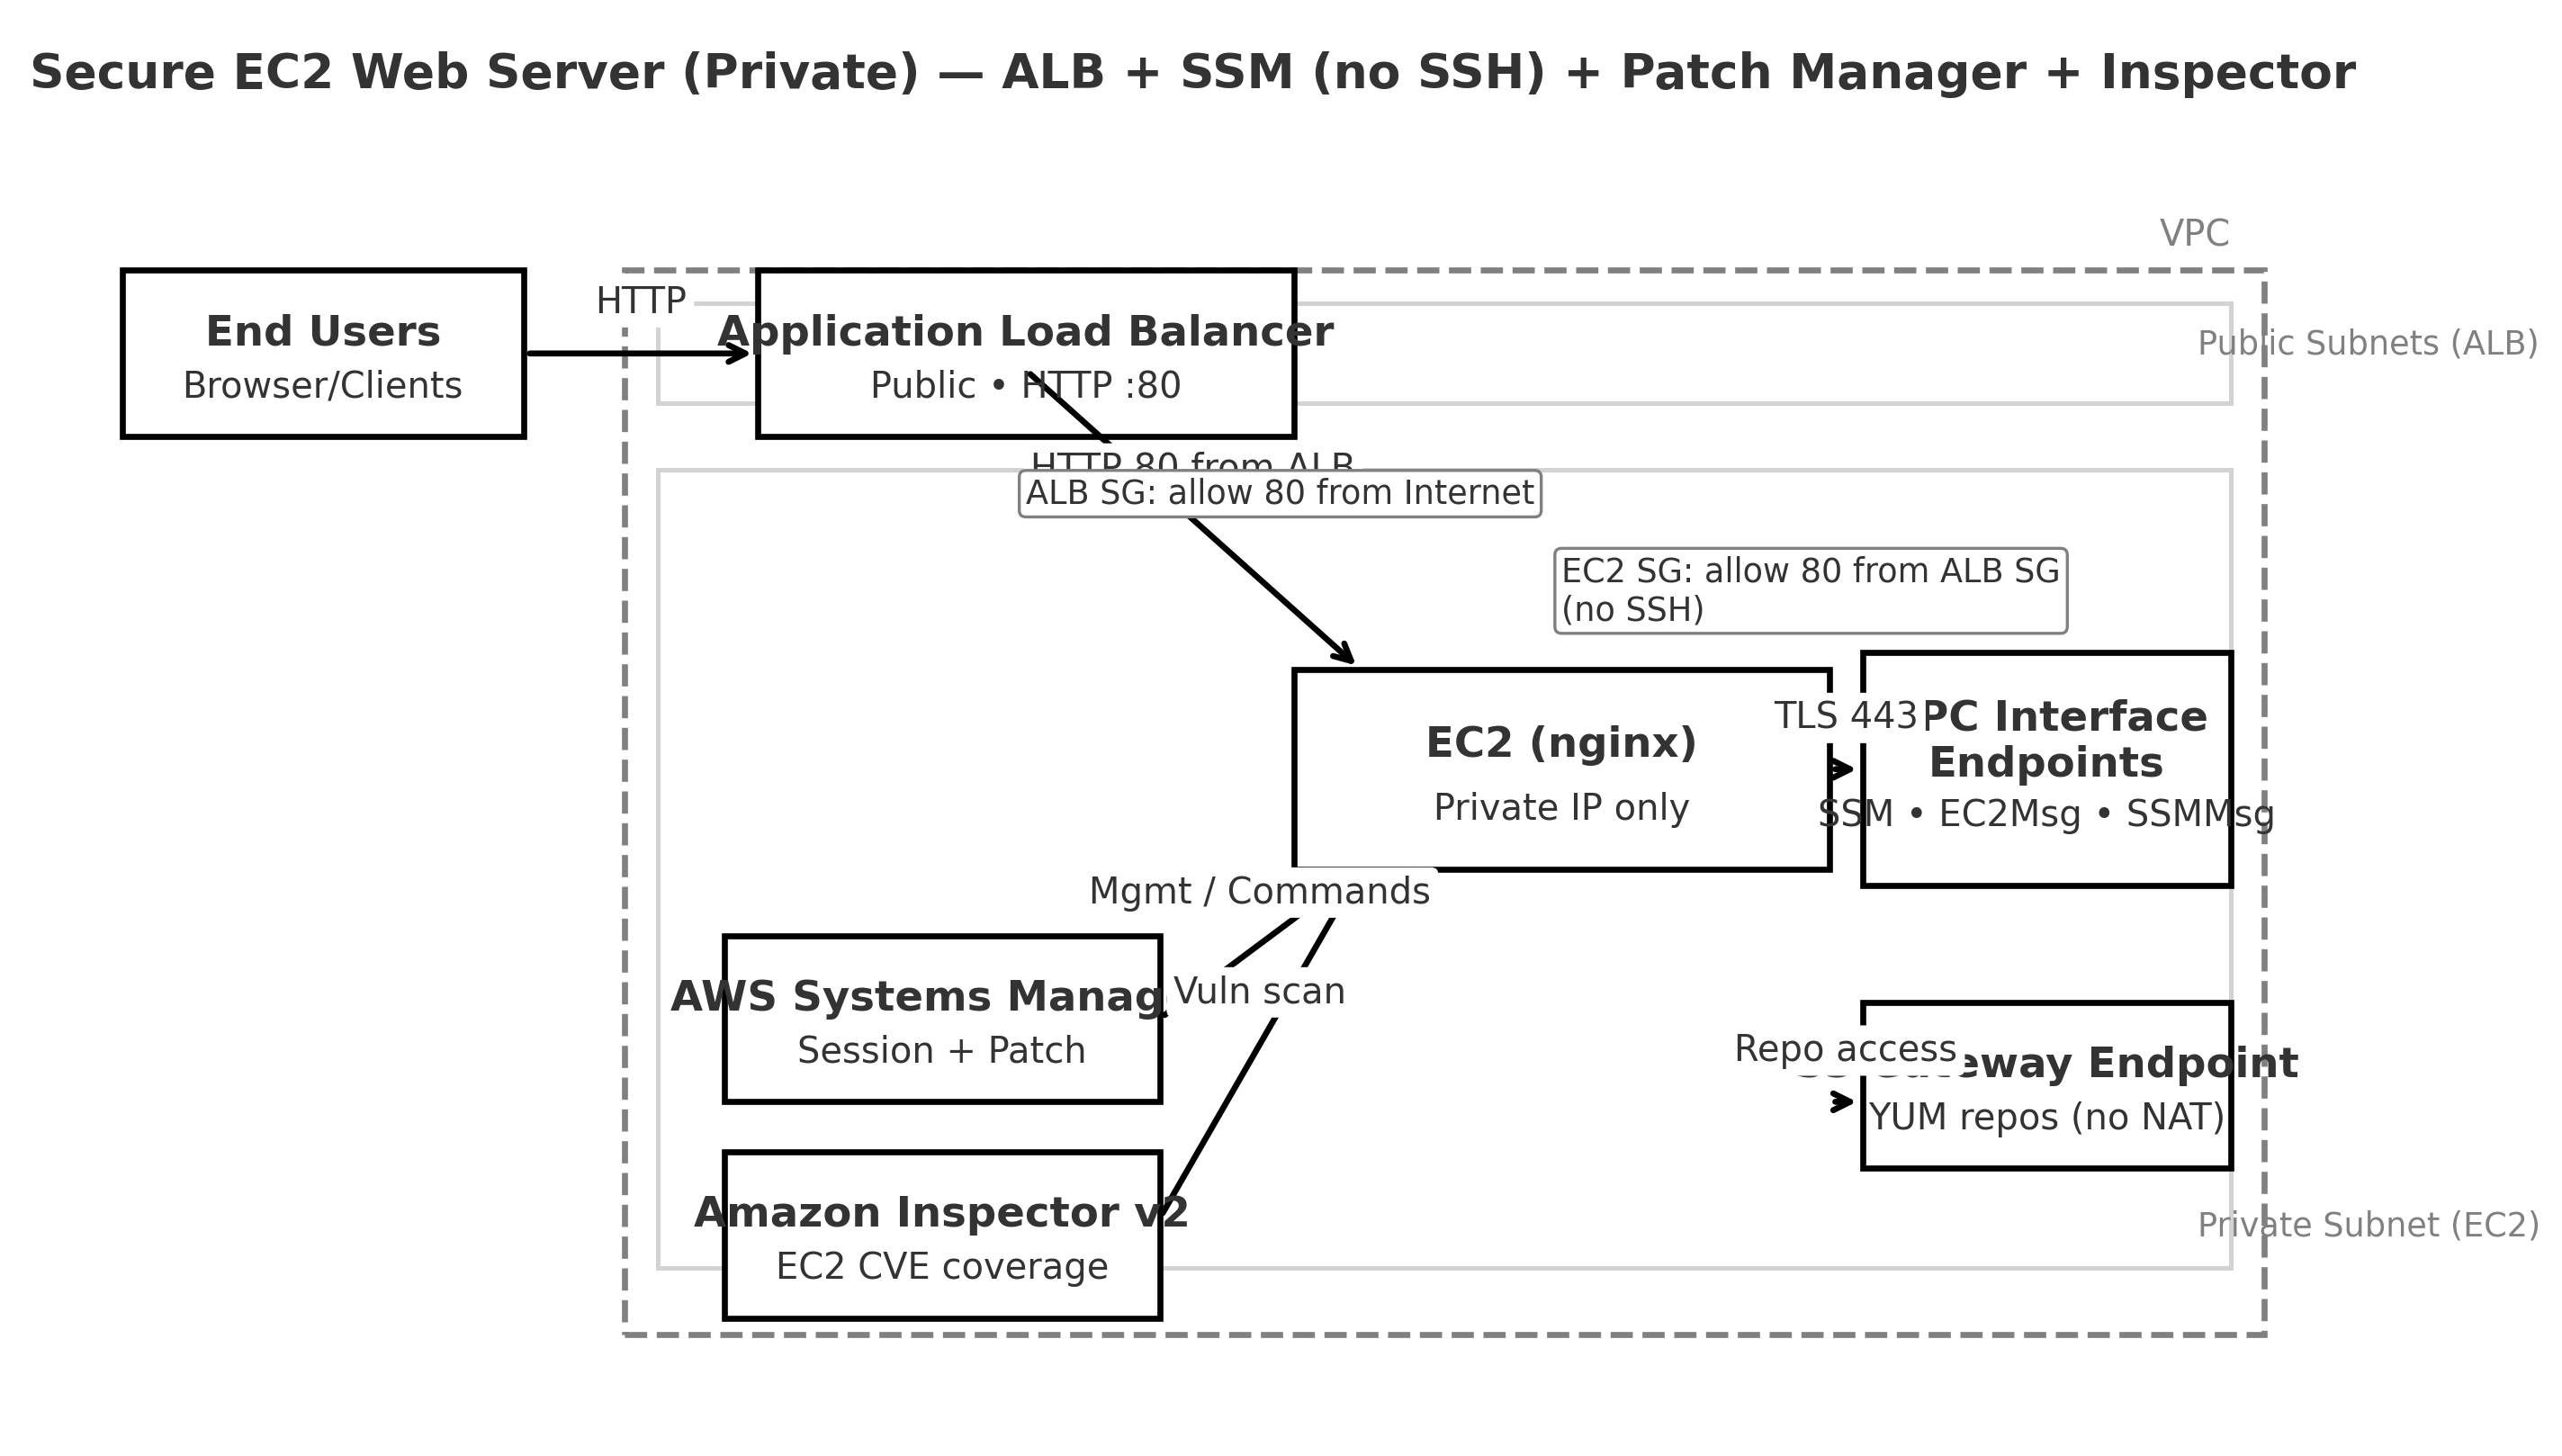 Secure EC2 Web Server (Private) — ALB + SSM (no SSH) + Patch Manager + Inspector
VPC
HTTP
End Users
Browser/Clients
Application Load Balancer
Public • HTTP :80
Public Subnets (ALB)
HTTP 80 from ALB
ALB SG: allow 80 from Internet
EC2 SG: allow 80 from ALB SG
(no SSH)
EC2 (nginx)
Private IP only
TLS 443
PC Interface
Endpoints
SSM • EC2Msg • SSMMsg
Mgmt / Commands
AWS Systems Manag
Session + Patch
Vuln scan
Repo access
eway Endpoint
YUM repos (no NAT)
Amazon Inspector v2
EC2 CVE coverage
Private Subnet (EC2)